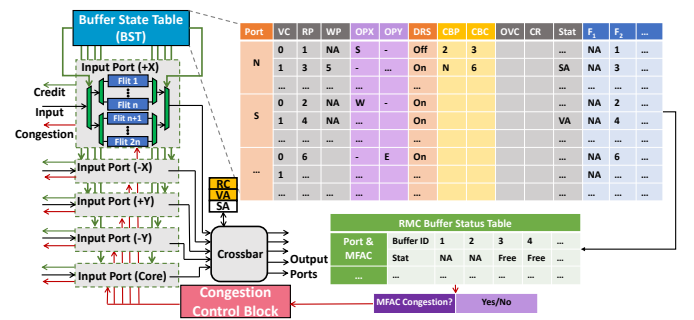 Buffer State Table
(BST)
Input Port (+X)
Flit 1
Flit n
Flit n+1
Flit 2n
Credit
Input
Congestion
Input Port (-X)
Input Port (+Y)
Input Port (-Y)
Input Port (Core)
RC
VA
SA
Crossbar
Output
Ports
Congestion
Control Block
Port VC RP WP OPX OPY DRS CBP CBC OVC CR Stat F1 F2 ...
N
0 1 NA S - Off 2 3 ... NA 1 ...
1 3 5 - ... On N 6 SA NA 3 ...
... ... ... ... ... ... ...
S
0 2 NA W - On ... NA 2 ...
1 4 NA ... On VA NA 4 ...
... ... ... ... ... ... ... ...
...
0 6 - E On ... NA 6 ...
1 ... NA ...
... ... ... ... ... ... ... ... ...
RMC Buffer Status Table
Port &
MFAC
Buffer ID 1 2 3 4 ...
Stat NA NA Free Free ...
... ... ... ... ... ... ...
MFAC Congestion? Yes/No